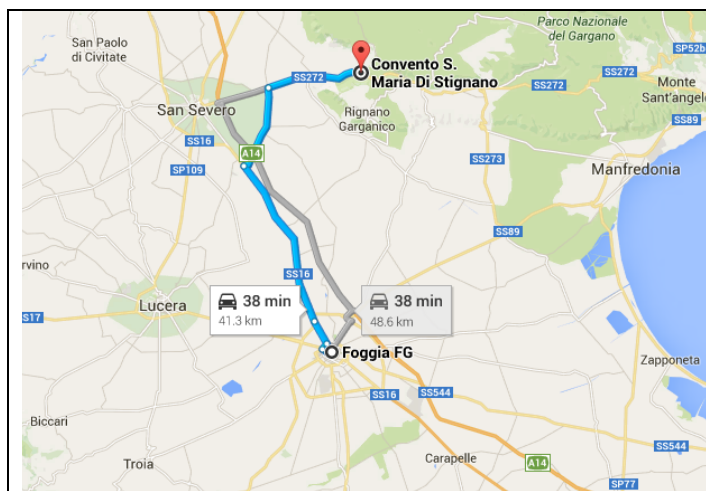 Parco Nazionale
del Gargano
SP52b
San Paolo
di Civitate
Convento S.
Maria Di Stignano
SS272
SS272
SS272
Monte
Sant'angelo
San Severo
Rignano
Garganico
SS89
SS16
A14
SP109
SS273
Manfredonia
SS89
SS16
Lucera
38 min
41.3 km
38 min
48.6 km
SS17
Foggia FG
Zapponeta
SS16
SS544
Biccari
SS544
Troia
Carapelle
A14
SP77